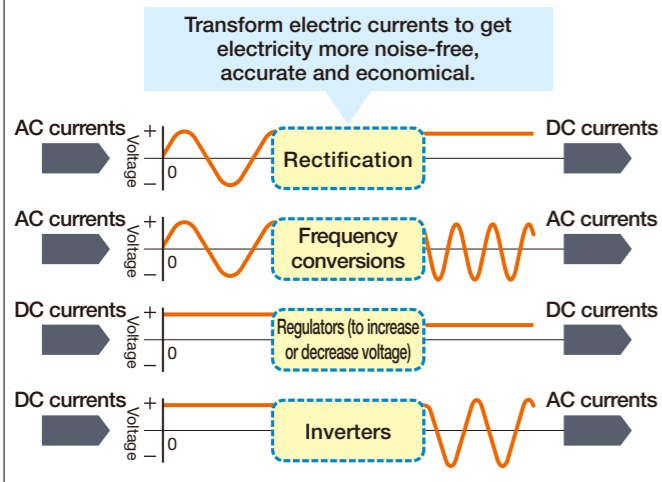 Transform electric currents to get
electricity more noise-free,
accurate and economical.
AC currents
+
Voltage
0
−
Rectification
DC currents
AC currents
+
Voltage
0
−
Frequency
conversions
AC currents
DC currents
+
Voltage
0
−
Regulators (to increase
or decrease voltage)
DC currents
DC currents
+
Voltage
0
−
Inverters
AC currents